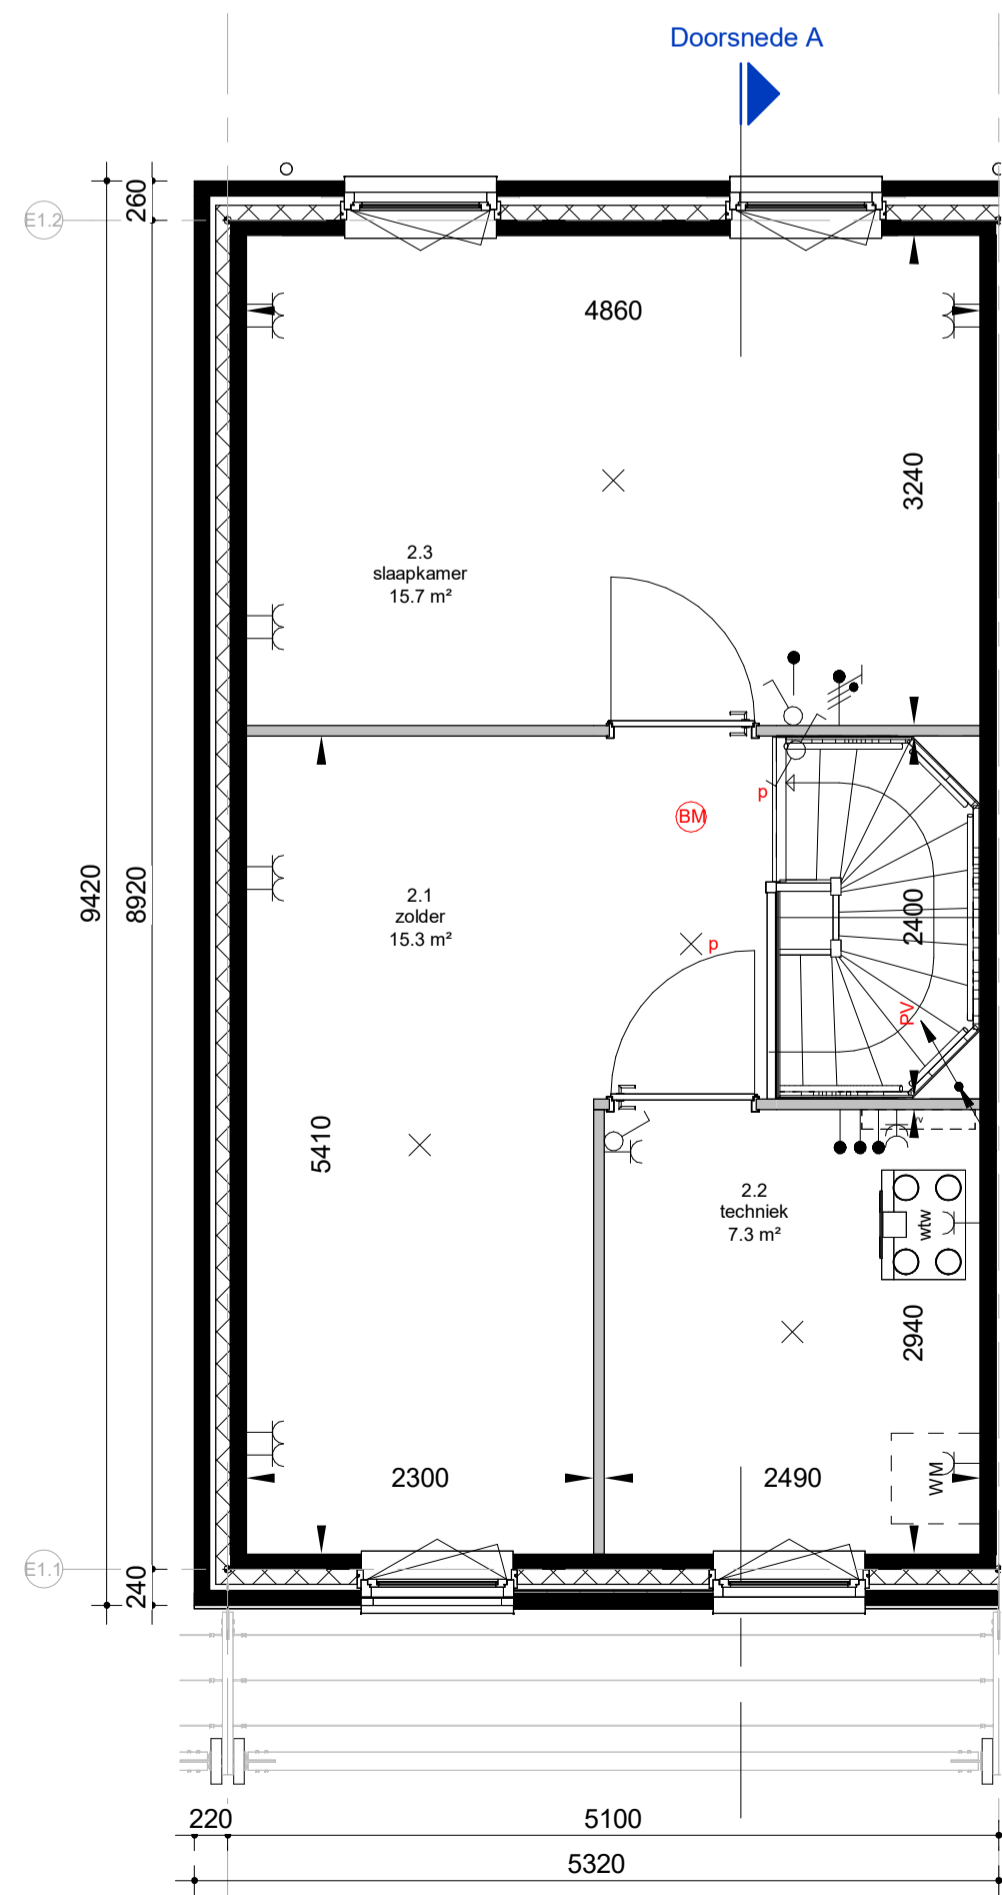 Doorsnede A
260
E1.2
4860
3240
2.3
slaapkamer
15.7 m²
p
BM
9420
8920
2.1
zolder
15.3 m²
2400
p
PV
5410
2.2
techniek
7.3 m²
wtw
2940
2300
2490
WM
E1.1
240
220
5100
5320